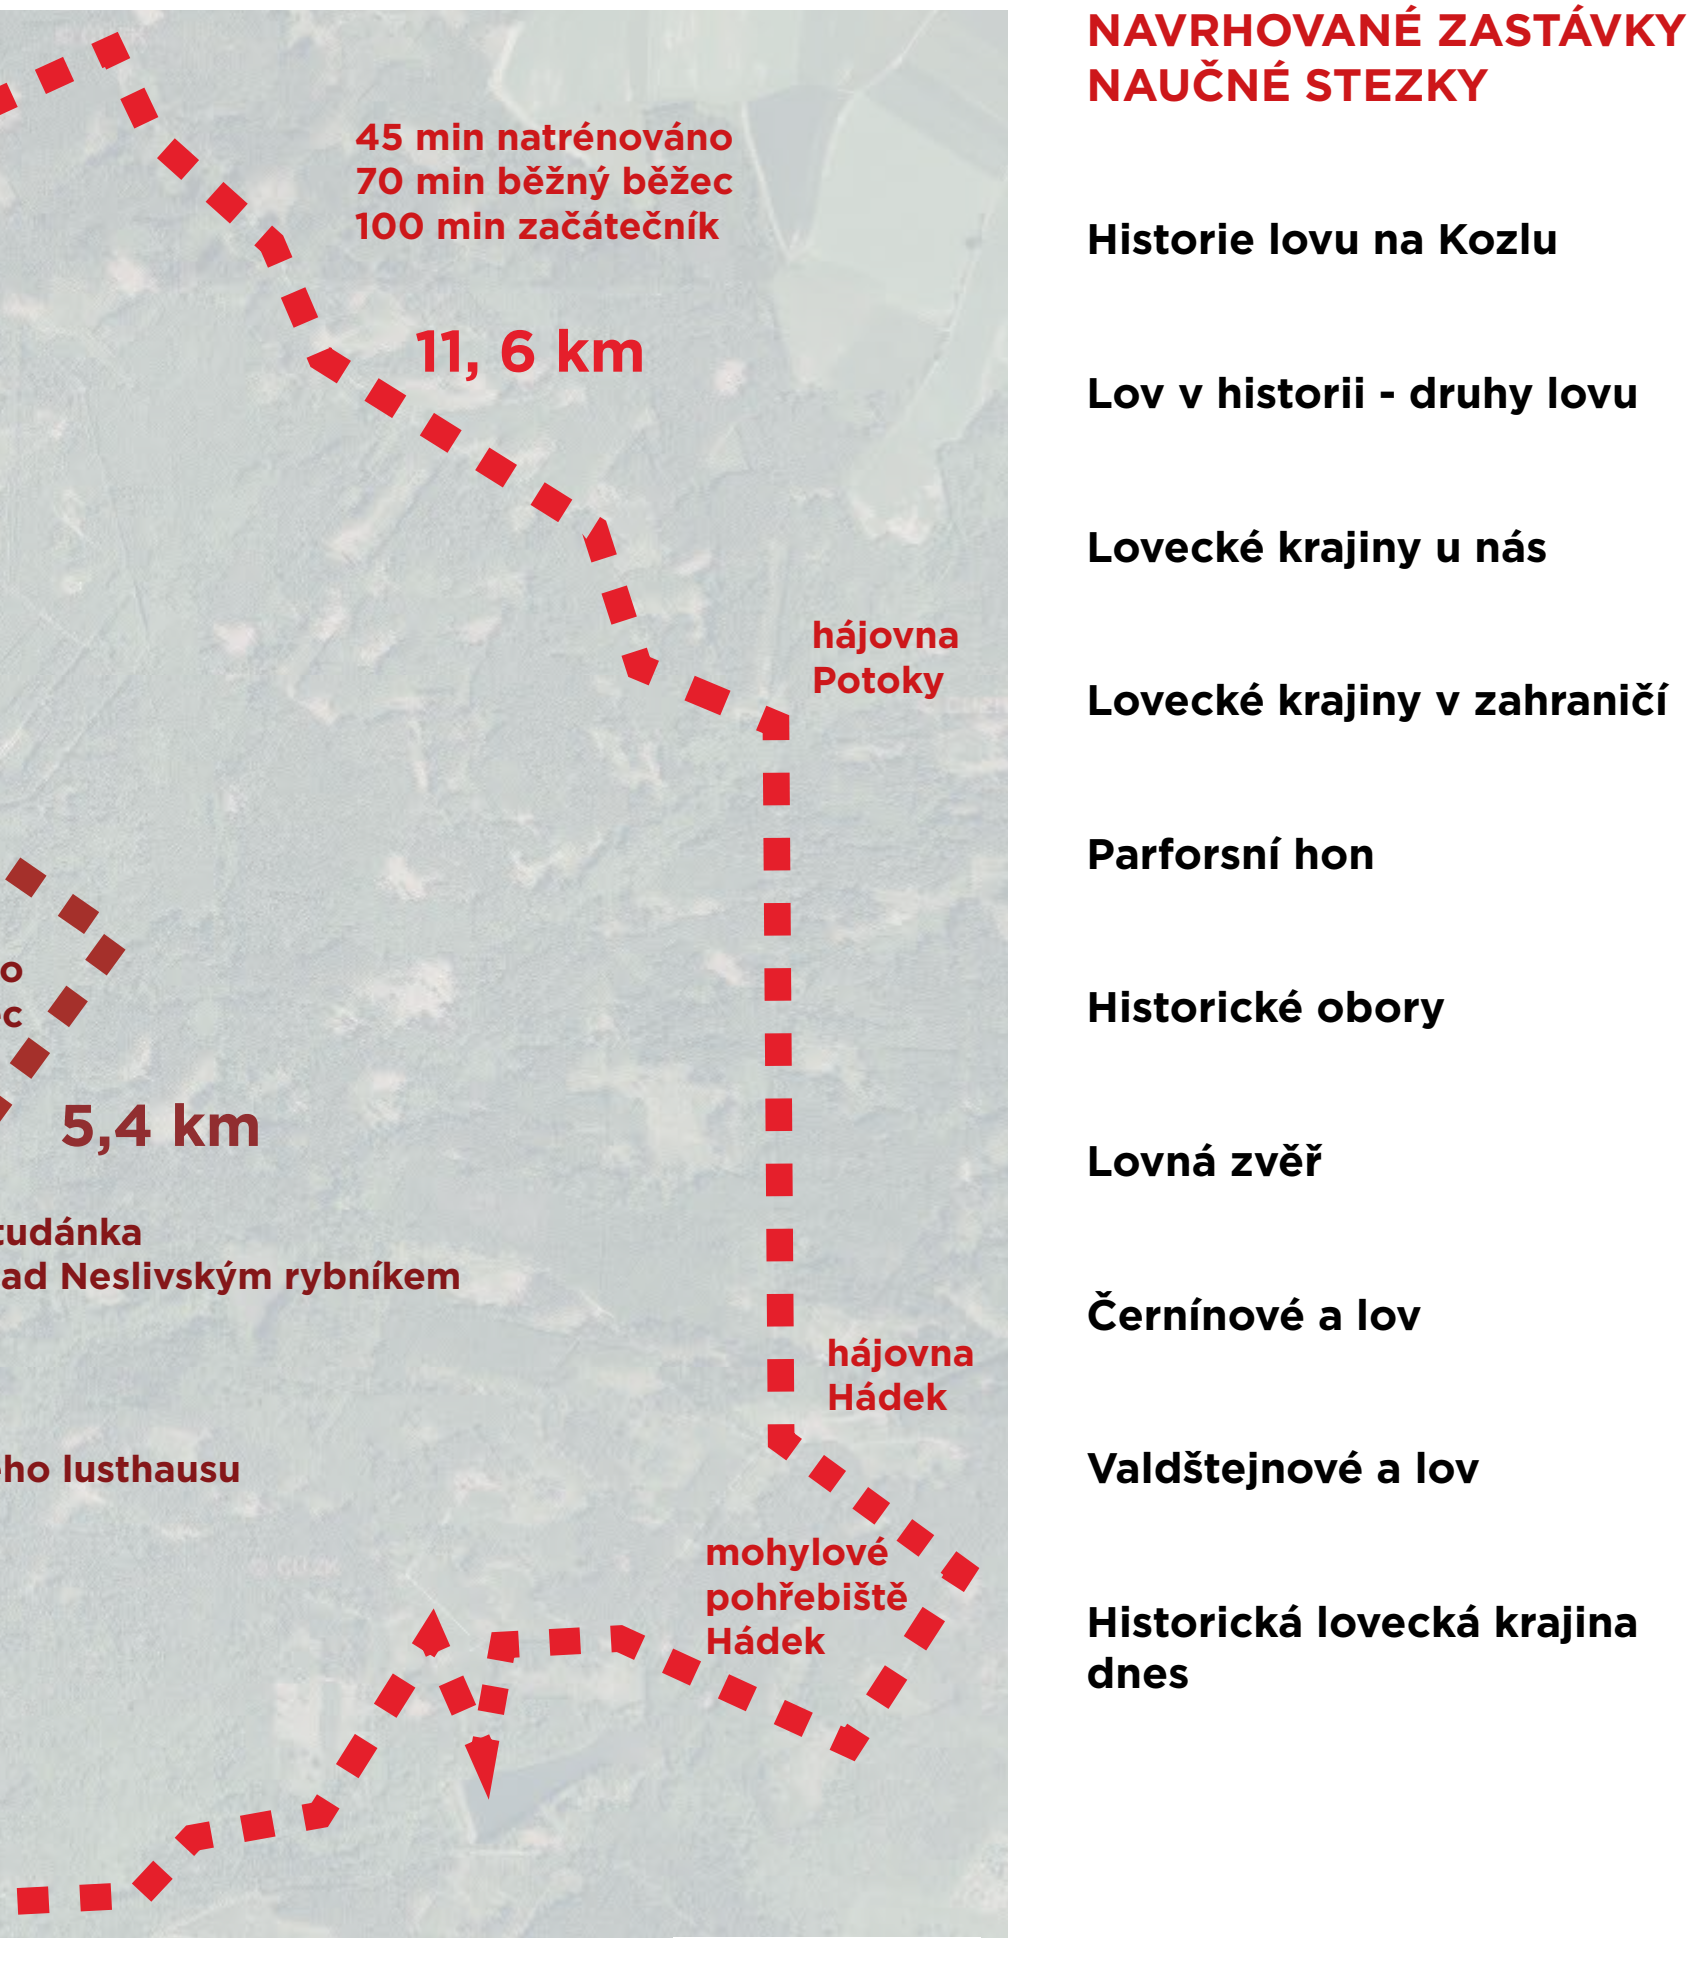 45 min natrénováno
70 min běžný běžec
100 min začátečník
11, 6 km
hájovna
Potoky
5,4 km
tudánka
ad Neslivským rybníkem
hájovna
Hádek
ho lusthausu
mohylové
pohřebiště
Hádek
NAVRHOVANÉ ZASTÁVKY
NAUČNÉ STEZKY
Historie lovu na Kozlu
Lov v historii - druhy lovu
Lovecké krajiny u nás
Lovecké krajiny v zahraničí
Parforsní hon
Historické obory
Lovná zvěř
Černínové a lov
Valdštejnové a lov
Historická lovecká krajina
dnes